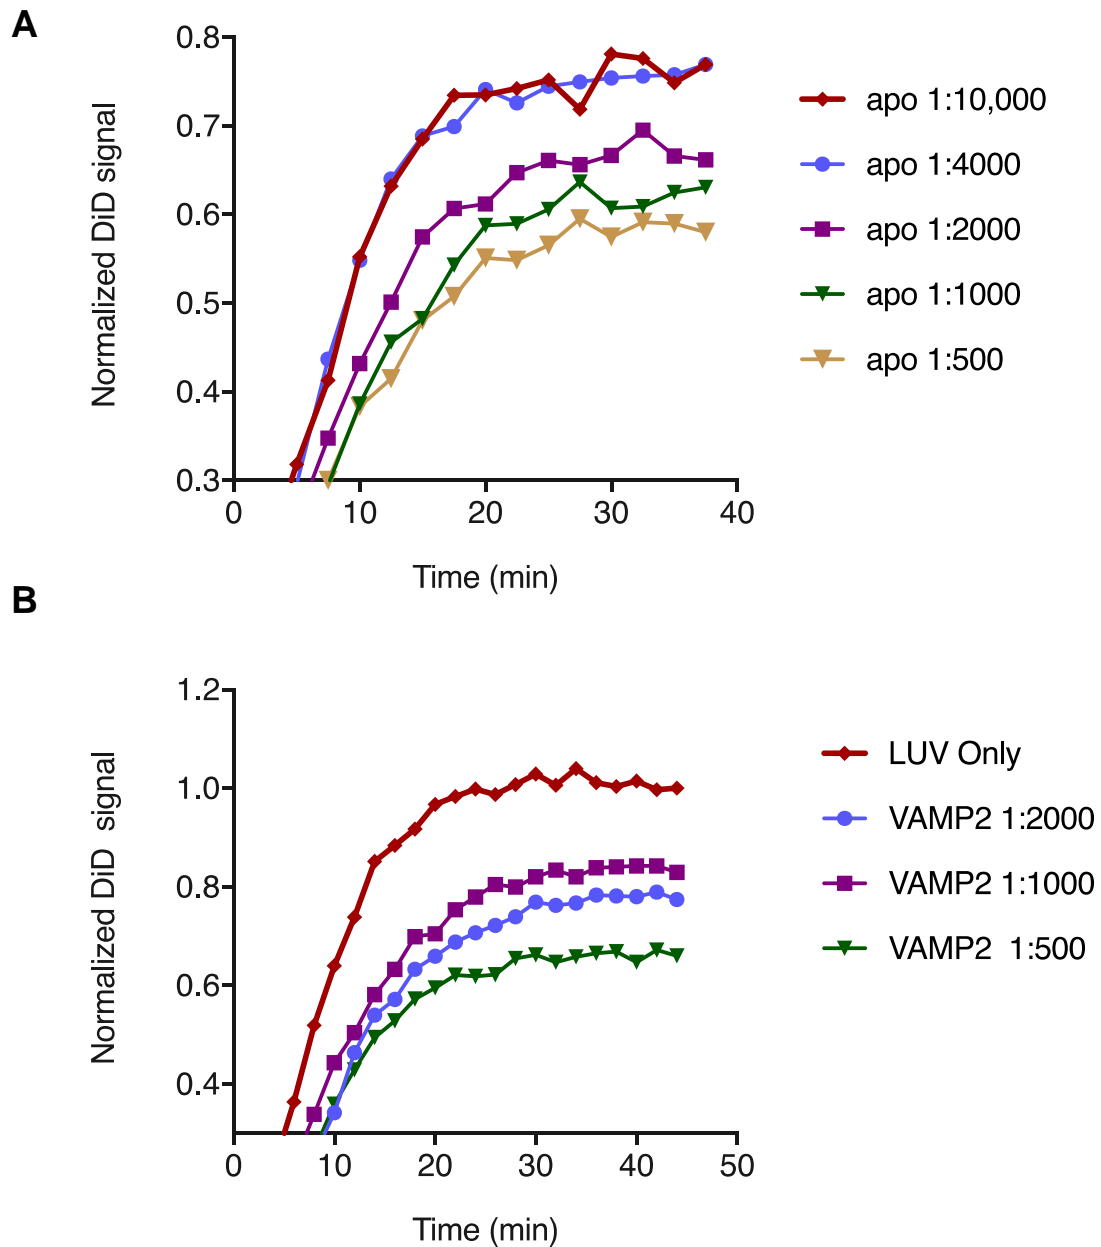 A
Normalized DiD signal
0.8
0.7
0.6
0.5
0.4
0.3
0 10 20 30 40
Time (min)
apo 1:10,000
apo 1:4000
apo 1:2000
apo 1:1000
apo 1:500
B
Normalized DiD signal
1.2
1.0
0.8
0.6
0.4
0 10 20 30 40 50
Time (min)
LUV Only
VAMP2 1:2000
VAMP2 1:1000
VAMP2 1:500